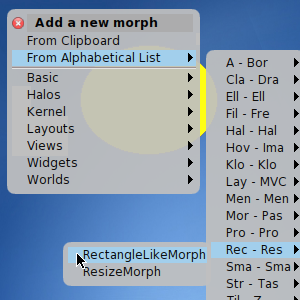 Add a new morph
From Clipboard
From Alphabetical List
Basic
Halos
Kernel
Layouts
Views
Widgets
Worlds
A - Bor
Cla - Dra
Ell - Ell
Fil - Fre
Hal - Hal
Hov - Ima
Klo - Klo
Lay - MVC
Men - Men
Mor - Pas
Pro - Pro
Rec - Res
Sma - Sma
Str - Tas
RectangleLikeMorph
ResizeMorph